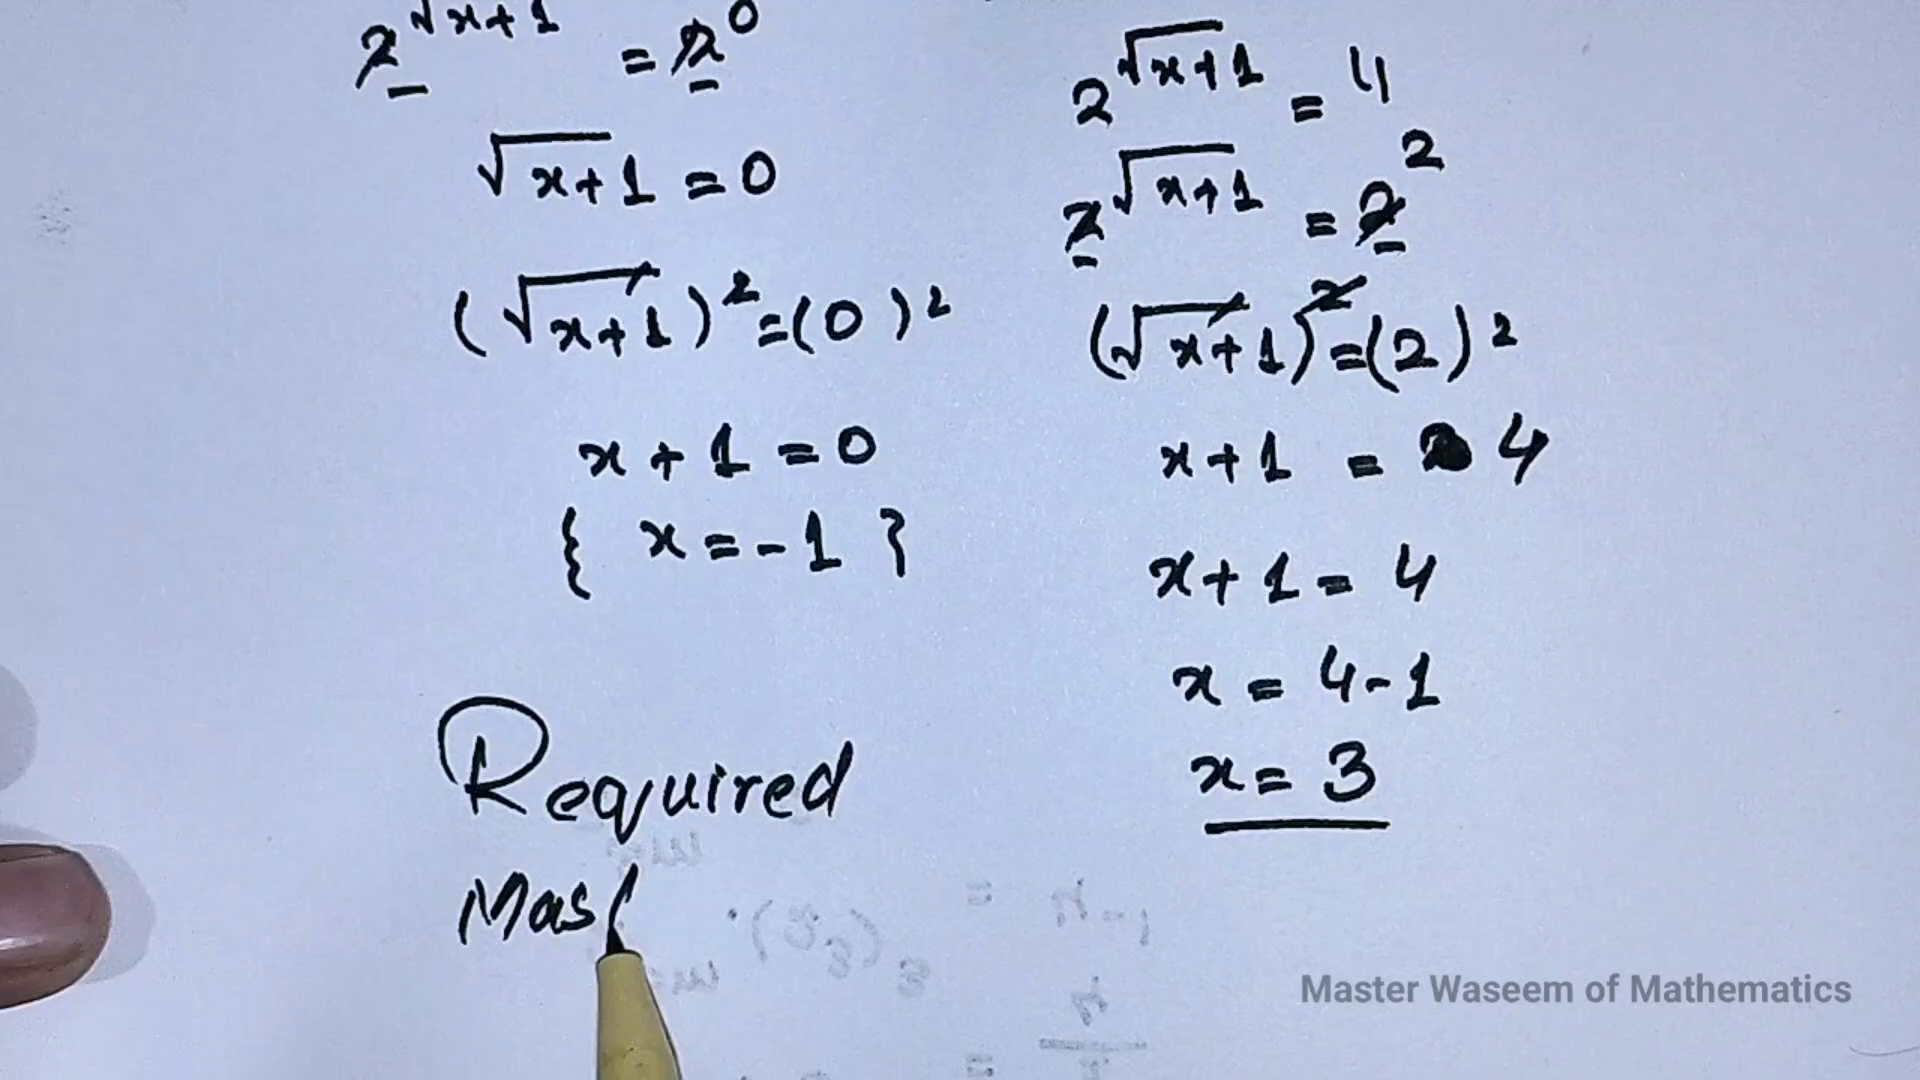 2^√x+1 = 2^0
√x+1 = 0
(√x+1)² = (0)²
x + 1 = 0
{ x = -1 }
Required
2^√x+1 = 4
2^√x+1 = 2^2
(√x+1)² = (2)²
x + 1 = 4
x + 1 = 4
x = 4 - 1
x = 3
Master Waseem of Mathematics